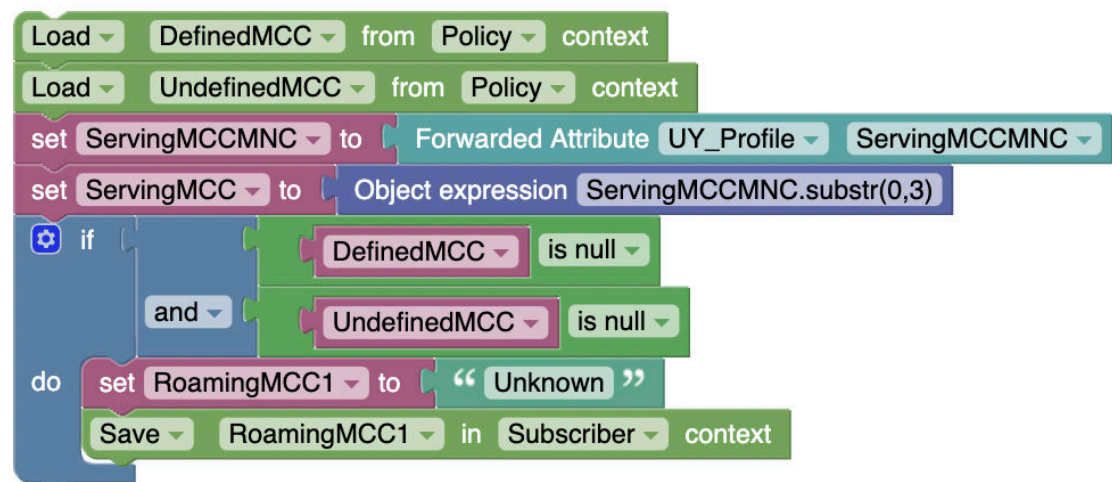 Load DefinedMCC from Policy context
Load UndefinedMCC from Policy context
set ServingMCCMNC to Forwarded Attribute UY_Profile ServingMCCMNC
set ServingMCC to Object expression ServingMCCMNC.substr(0,3)
if DefinedMCC is null
and UndefinedMCC is null
do set RoamingMCC1 to “ Unknown ”
Save RoamingMCC1 in Subscriber context